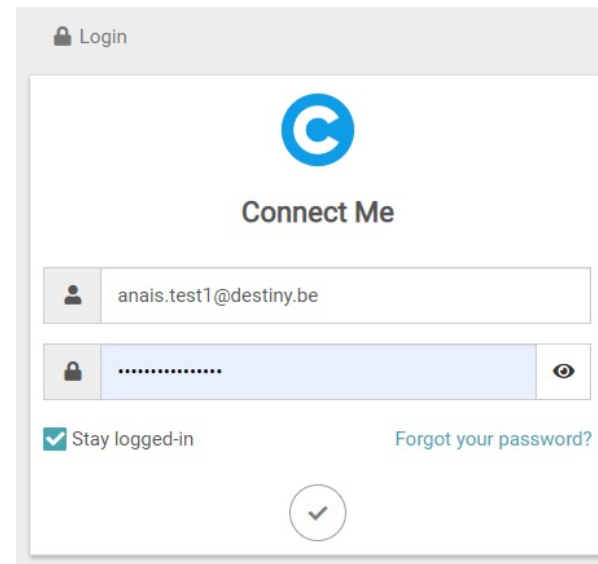 Login
Connect Me
anais.test1@destiny.be
...............
Stay logged-in Forgot your password?